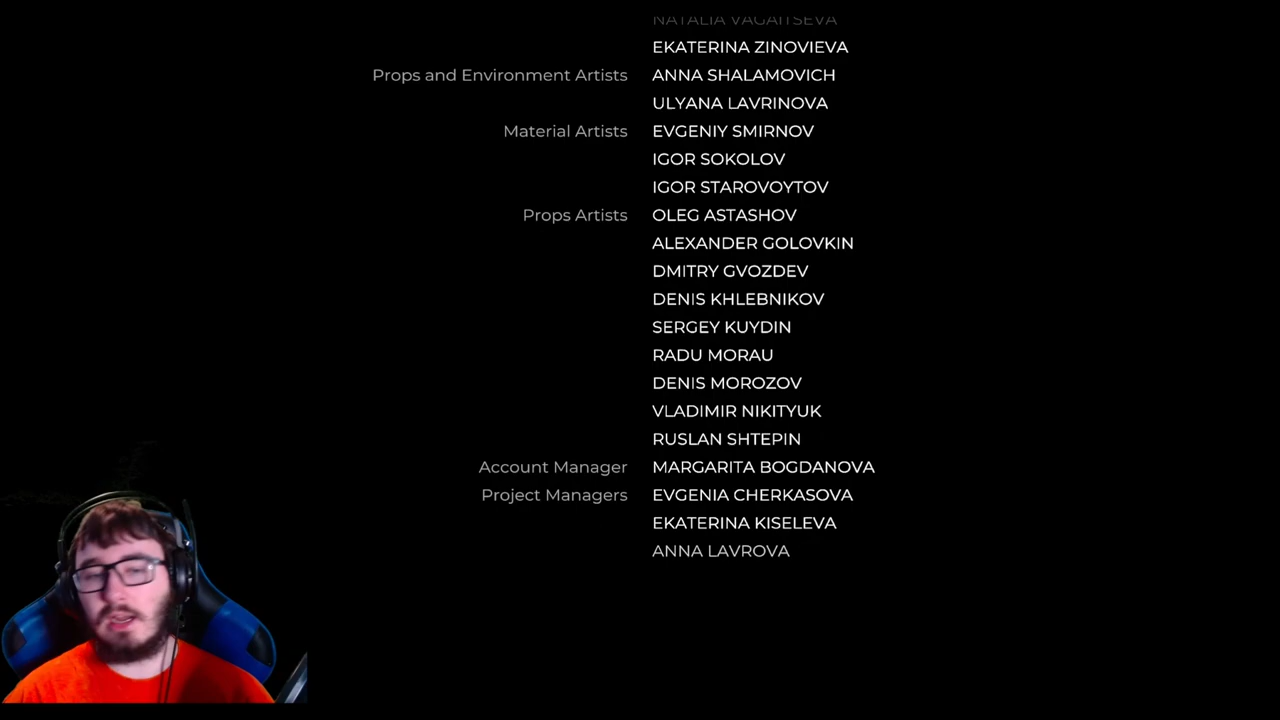 NATALIA VAGAITSEVA
EKATERINA ZINOVIEVA
Props and Environment Artists ANNA SHALAMOVICH
ULYANA LAVRINOVA
Material Artists EVGENIY SMIRNOV
IGOR SOKOLOV
IGOR STAROVOYTOV
Props Artists OLEG ASTASHOV
ALEXANDER GOLOVKIN
DMITRY GVOZDEV
DENIS KHLEBNIKOV
SERGEY KUYDIN
RADU MORAU
DENIS MOROZOV
VLADIMIR NIKITYUK
RUSLAN SHTEPIN
Account Manager MARGARITA BOGDANOVA
Project Managers EVGENIA CHERKASOVA
EKATERINA KISELEVA
ANNA LAVROVA